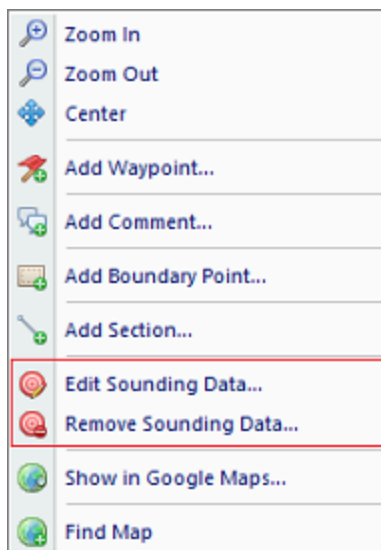 Zoom In
Zoom Out
Center
Add Waypoint...
Add Comment...
Add Boundary Point...
Add Section...
Edit Sounding Data...
Remove Sounding Data...
Show in Google Maps...
Find Map